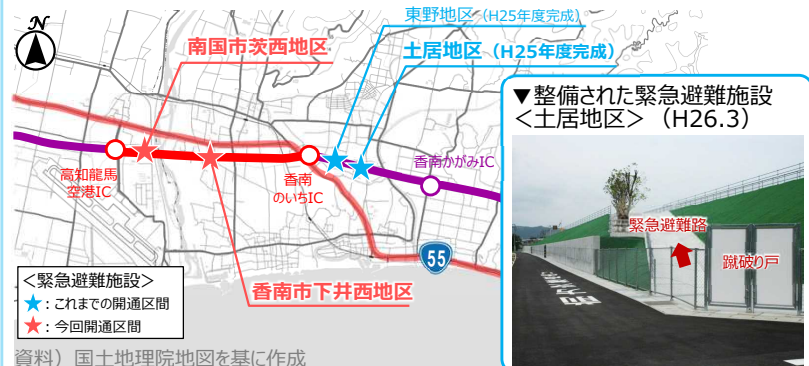 N
東野地区(H25年度完成)
土居地区(H25年度完成)
南国市茨西地区
高知龍馬
空港IC
香南
のいちIC
香南かがみIC
55
香南市下井西地区
<緊急避難施設>
★:これまでの開通区間
★:今回開通区間
資料)国土地理院地図を基に作成
▼整備された緊急避難施設
<土居地区>(H26.3)
緊急避難路
蹴破り戸